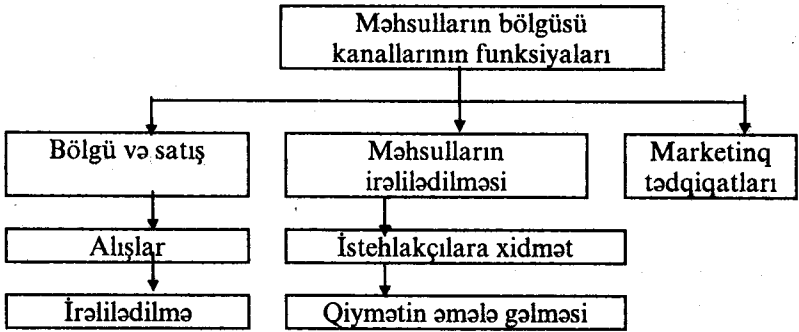 Məhsulların bölgüsü
kanallarının funksiyaları
Bölgü və satış
Məhsulların
irəlilədilməsi
Marketinq
tədqiqatları
Alışlar
İstehlakçılara xidmət
İrəlilədilmə
Qiymətin əmələ gəlməsi